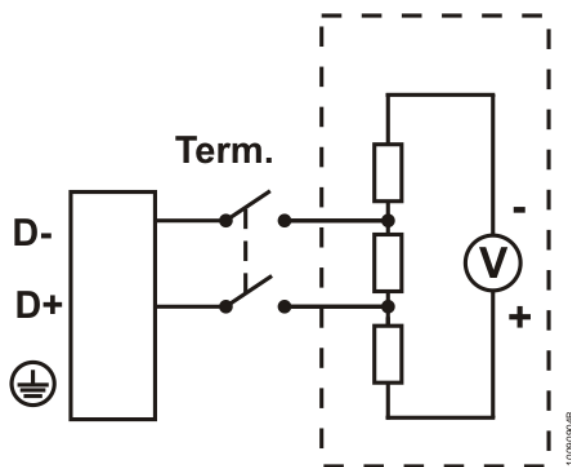 Term.
D-
D+
-
V
+